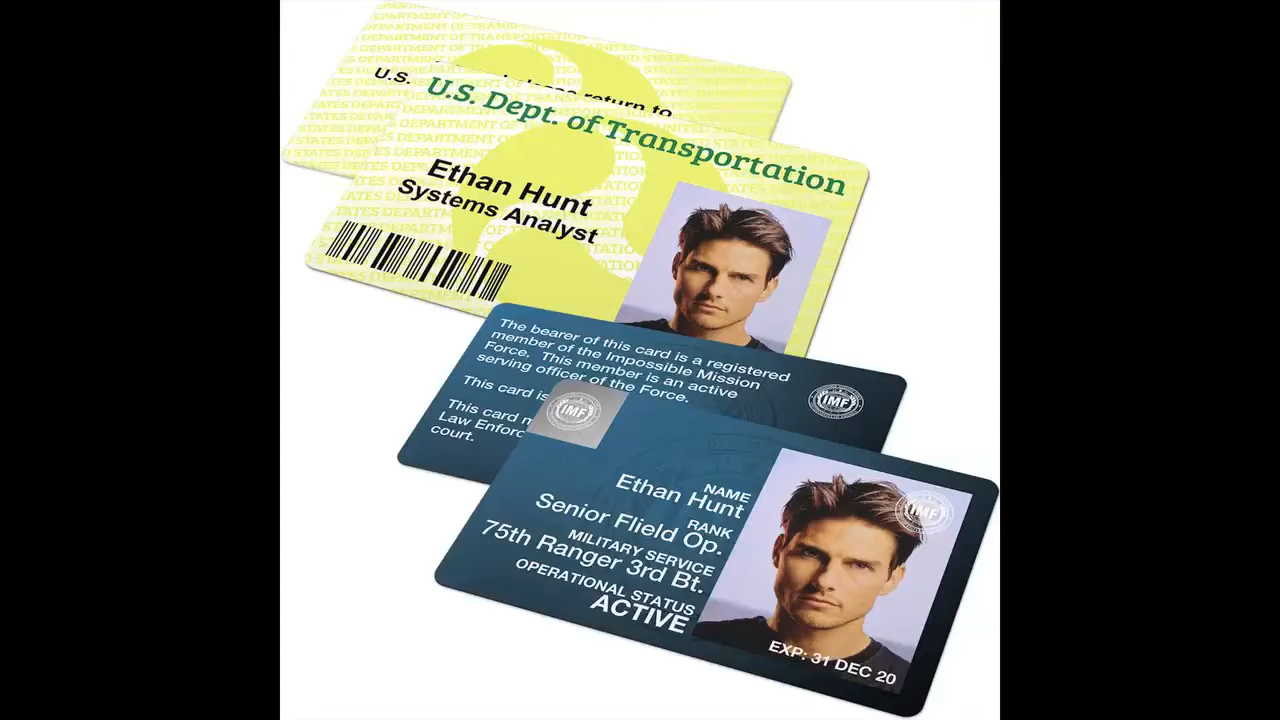 U.S.
return to
U.S. Dept. of Transportation
Ethan Hunt
Systems Analyst
The bearer of this card is a registered
member of the Impossible Mission
Force. This member is an active
serving officer of the Force.
This card is
This card
Law
court.
IMF
IMF
NAME
Ethan Hunt
RANK
Senior Flield Op.
MILITARY SERVICE
75th Ranger 3rd Bt.
OPERATIONAL STATUS
ACTIVE
IMF
EXP: 31 DEC 20